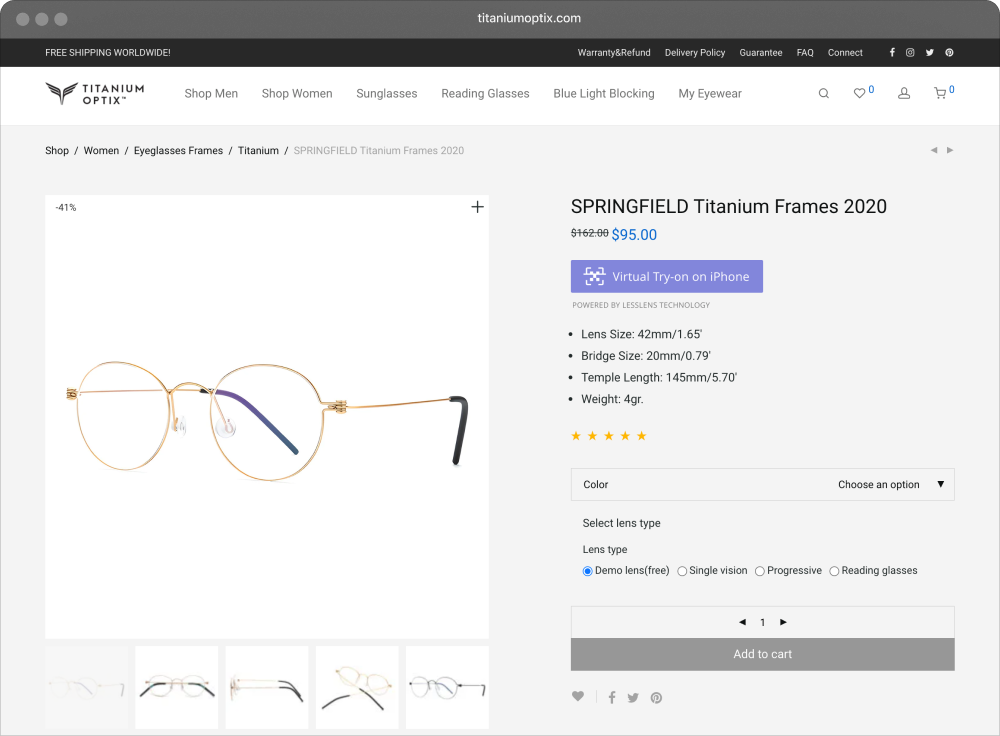 titaniumoptix.com
FREE SHIPPING WORLDWIDE!
Warranty&Refund Delivery Policy Guarantee FAQ Connect
TITANIUM
OPTIX™
Shop Men Shop Women Sunglasses Reading Glasses Blue Light Blocking My Eyewear
0 0
Shop / Women / Eyeglasses Frames / Titanium / SPRINGFIELD Titanium Frames 2020
-41%
SPRINGFIELD Titanium Frames 2020
$162.00 $95.00
Virtual Try-on on iPhone
POWERED BY LESSLENS TECHNOLOGY
Lens Size: 42mm/1.65'
Bridge Size: 20mm/0.79'
Temple Length: 145mm/5.70'
Weight: 4gr.
Color Choose an option
Select lens type
Lens type
Demo lens(free) Single vision Progressive Reading glasses
1
Add to cart